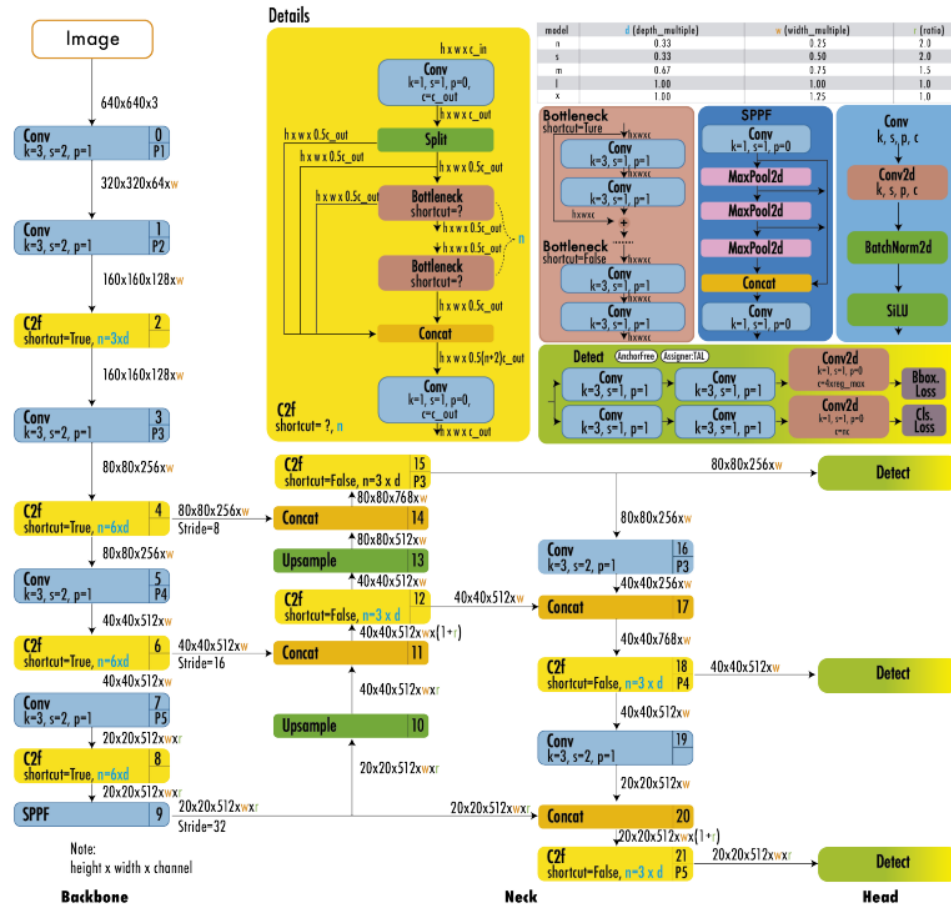 Image
640x640x3
Conv
k=3, s=2, p=1
0
P1
320x320x64xw
Conv
k=3, s=2, p=1
1
P2
160x160x128xw
C2f
shortcut=True, n=3xd
2
160x160x128xw
Conv
k=3, s=2, p=1
3
P3
80x80x256xw
C2f
shortcut=True, n=6xd
4
80x80x256xw
Stride=8
80x80x256xw
Conv
k=3, s=2, p=1
5
P4
40x40x512xw
C2f
shortcut=True, n=6xd
6
40x40x512xw
Stride=16
40x40x512xw
Conv
k=3, s=2, p=1
7
P5
20x20x512xwxr
C2f
shortcut=True, n=6xd
8
20x20x512xwxr
SPPF
9
20x20x512xwxr
Stride=32
Note:
height x width x channel
Backbone
Details
h x w x c_in
Conv
k=1, s=1, p=0,
c=c_out
h x w x c_out
Split
h x w x 0.5c_out
h x w x 0.5c_out
h x w x 0.5c_out
h x w x 0.5c_out
Bottleneck
shortcut=?
h x w x 0.5c_out
n
h x w x 0.5c_out
Bottleneck
shortcut=?
h x w x 0.5c_out
Concat
h x w x 0.5(n+2)c_out
Conv
k=1, s=1, p=0,
c=c_out
h x w x c_out
C2f
shortcut= ?, n
model d (depth_multiple) w (width_multiple) r (ratio)
n 0.33 0.25 2.0
s 0.33 0.50 2.0
m 0.67 0.75 1.5
l 1.00 1.00 1.0
x 1.00 1.25 1.0
Bottleneck
shortcut=Ture
hxwxc
Conv
k=3, s=1, p=1
hxwxc
Conv
k=3, s=1, p=1
hxwxc
+
Bottleneck
shortcut=False
hxwxc
Conv
k=3, s=1, p=1
hxwxc
Conv
k=3, s=1, p=1
hxwxc
SPPF
Conv
k=1, s=1, p=0
MaxPool2d
MaxPool2d
MaxPool2d
Concat
Conv
k=1, s=1, p=0
Conv
k, s, p, c
Conv2d
k, s, p, c
BatchNorm2d
SiLU
Detect
AnchorFree
Assigner:TAL
Conv
k=3, s=1, p=1
Conv
k=3, s=1, p=1
Conv2d
k=1, s=1, p=0
c=4xreg_max
Bbox.
Loss
Conv
k=3, s=1, p=1
Conv
k=3, s=1, p=1
Conv2d
k=1, s=1, p=0
c=nc
Cls.
Loss
C2f
shortcut=False, n=3 x d
15
P3
80x80x256xw
Detect
80x80x768xw
Concat
14
80x80x512xw
Upsample
13
40x40x512xw
C2f
shortcut=False, n=3 x d
12
40x40x512xw
40x40x512xwx(1+r)
Concat
11
40x40x512xwxr
Upsample
10
20x20x512xwxr
80x80x256xw
Conv
k=3, s=2, p=1
16
P3
40x40x256xw
Concat
17
40x40x768xw
C2f
shortcut=False, n=3 x d
18
P4
40x40x512xw
Detect
40x40x512xw
Conv
k=3, s=2, p=1
19
20x20x512xw
20x20x512xwxr
Concat
20
20x20x512xwx(1+r)
C2f
shortcut=False, n=3 x d
21
P5
20x20x512xwxr
Detect
Neck
Head